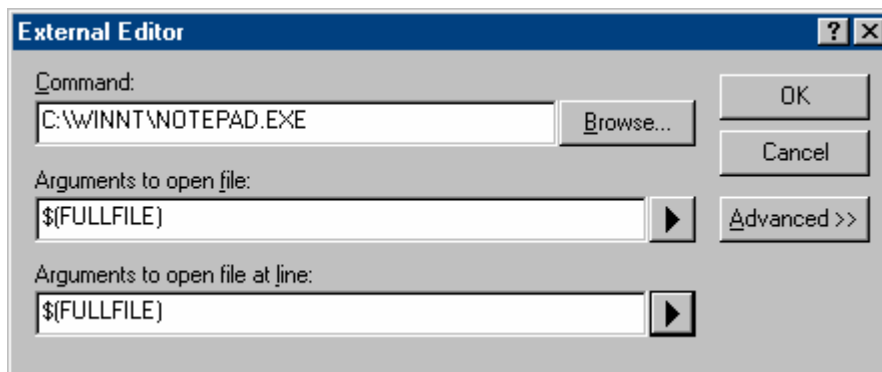 External Editor
Command:
C:\WINNT\NOTEPAD.EXE
Browse...
OK
Cancel
Arguments to open file:
$(FULLFILE)
Advanced >>
Arguments to open file at line:
$(FULLFILE)